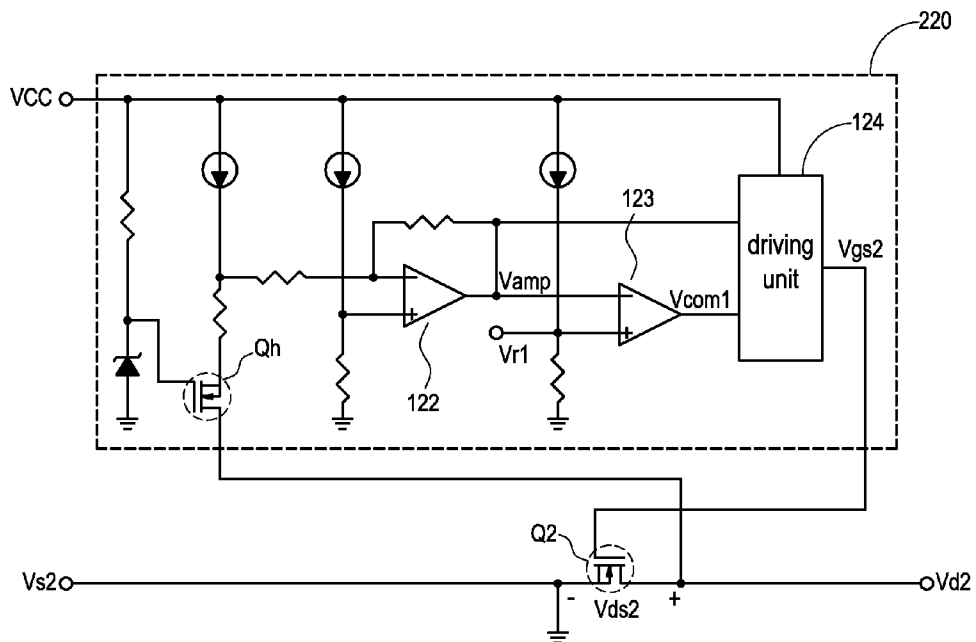 220
VCC
124
123
driving
unit
Vgs2
Vamp
Vcom1
Qh
Vr1
122
Q2
Vs2
-
Vds2
+
Vd2